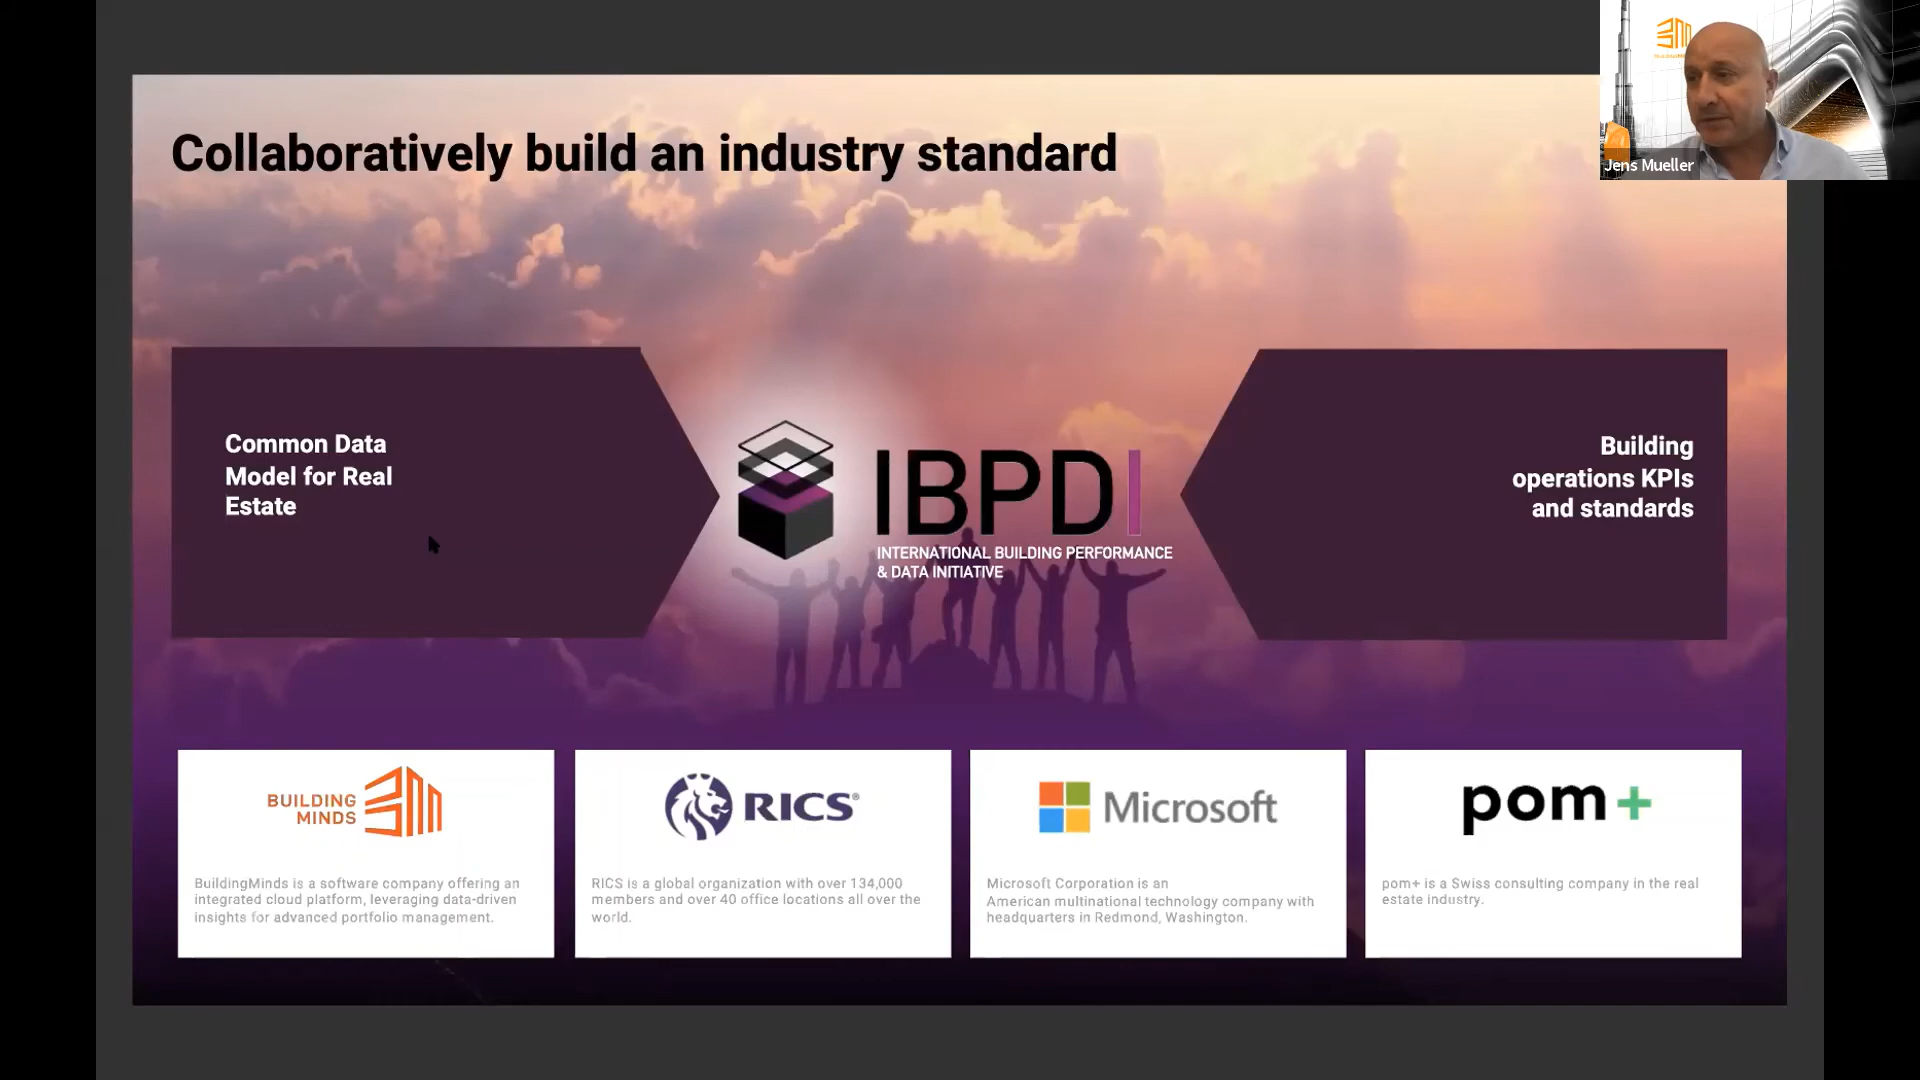 Collaboratively build an industry standard
Jens Mueller
Common Data
Model for Real
Estate
IBPDI
INTERNATIONAL BUILDING PERFORMANCE
& DATA INITIATIVE
Building
operations KPIs
and standards
BUILDING
MINDS
BuildingMinds is a software company offering an
integrated cloud platform, leveraging data-driven
insights for advanced portfolio management.
RICS®
RICS is a global organization with over 134,000
members and over 40 office locations all over the
world.
Microsoft
Microsoft Corporation is an
American multinational technology company with
headquarters in Redmond, Washington.
pom+
pom+ is a Swiss consulting company in the real
estate industry.